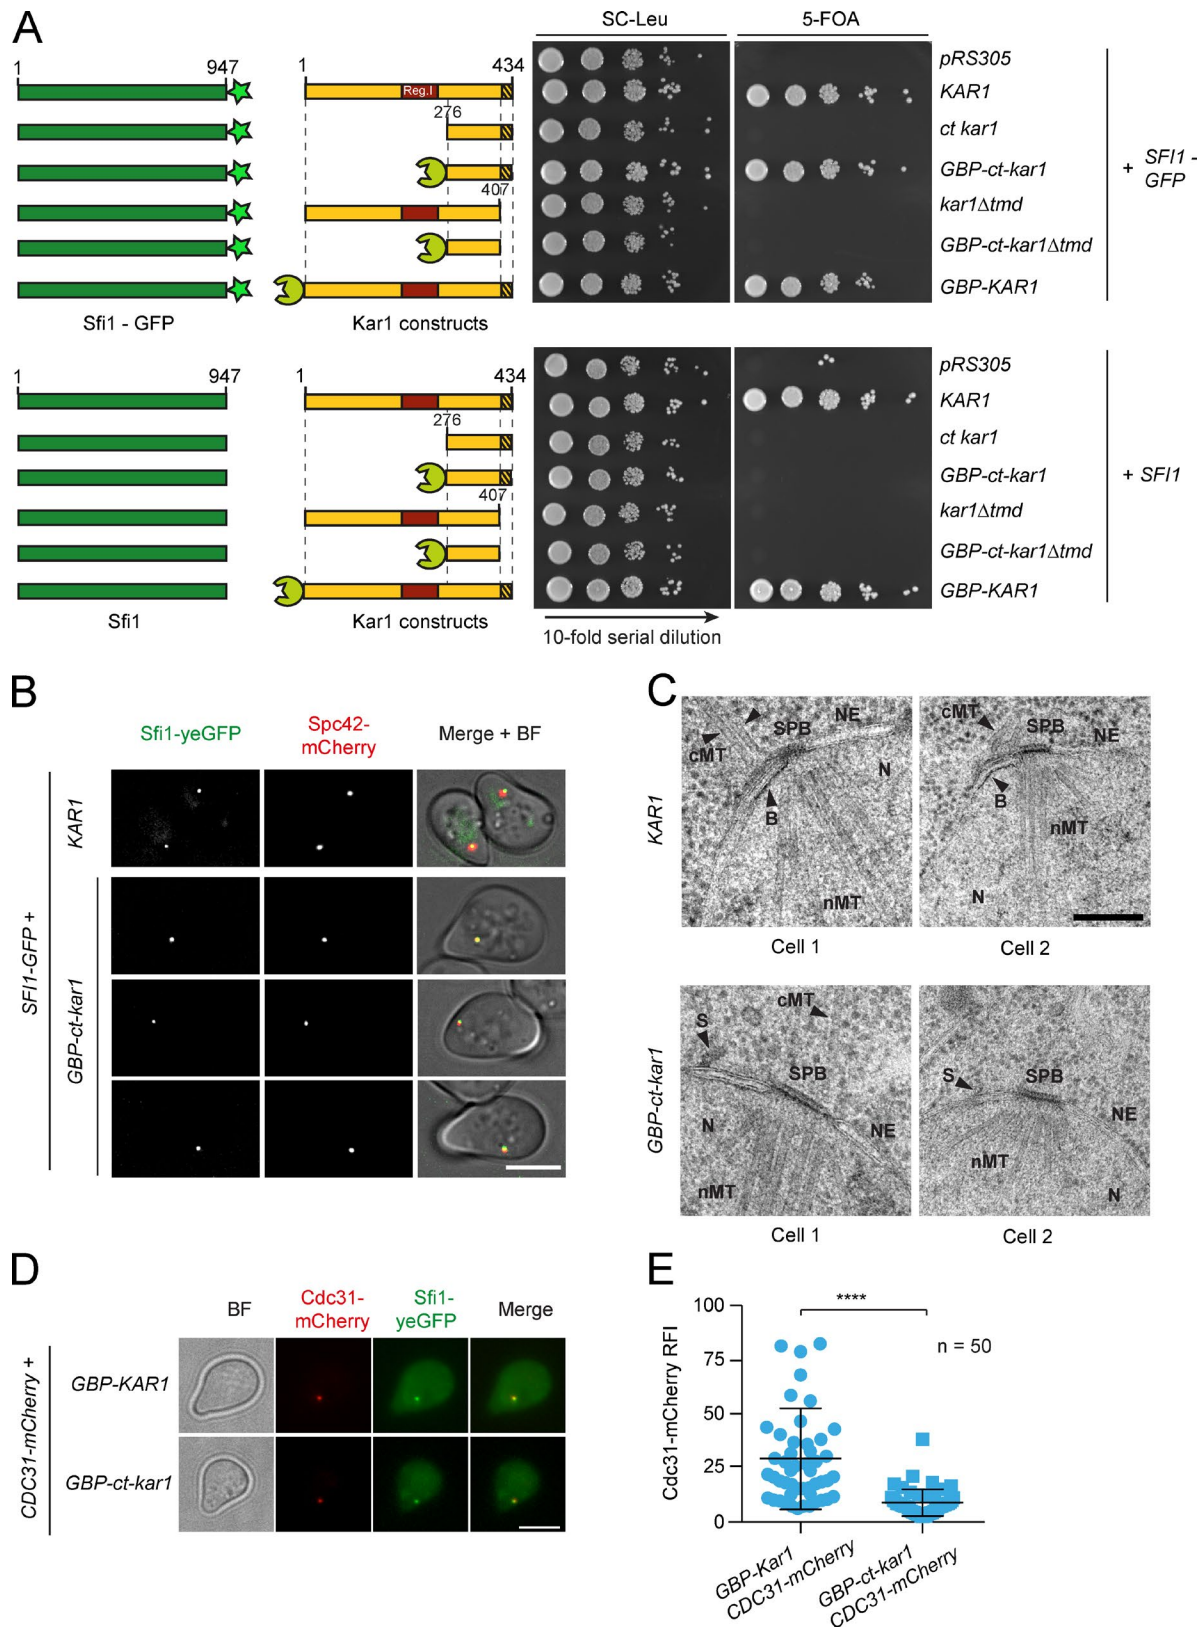 A
SC-Leu
5-FOA
1
947
1
434
Reg.I
276
407
pRS305
KAR1
ct kar1
GBP-ct-kar1
kar1Δtmd
GBP-ct-kar1Δtmd
GBP-KAR1
+ SFI1 -
GFP
Sfi1 - GFP
Kar1 constructs
1
947
1
434
276
407
pRS305
KAR1
ct kar1
GBP-ct-kar1
kar1Δtmd
GBP-ct-kar1Δtmd
GBP-KAR1
+ SFI1
Sfi1
Kar1 constructs
10-fold serial dilution
B
Sfi1-yeGFP
Spc42-
mCherry
Merge + BF
SFI1-GFP +
KAR1
GBP-ct-kar1
C
KAR1
cMT
SPB
NE
N
B
nMT
Cell 1
cMT
SPB
NE
B
nMT
N
Cell 2
GBP-ct-kar1
S
cMT
SPB
N
NE
nMT
Cell 1
S
SPB
NE
nMT
N
Cell 2
D
BF
Cdc31-
mCherry
Sfi1-
yeGFP
Merge
CDC31-mCherry +
GBP-KAR1
GBP-ct-kar1
E
Cdc31-mCherry RFI
100
75
50
25
0
****
n = 50
GBP-Kar1
CDC31-mCherry
GBP-ct-kar1
CDC31-mCherry